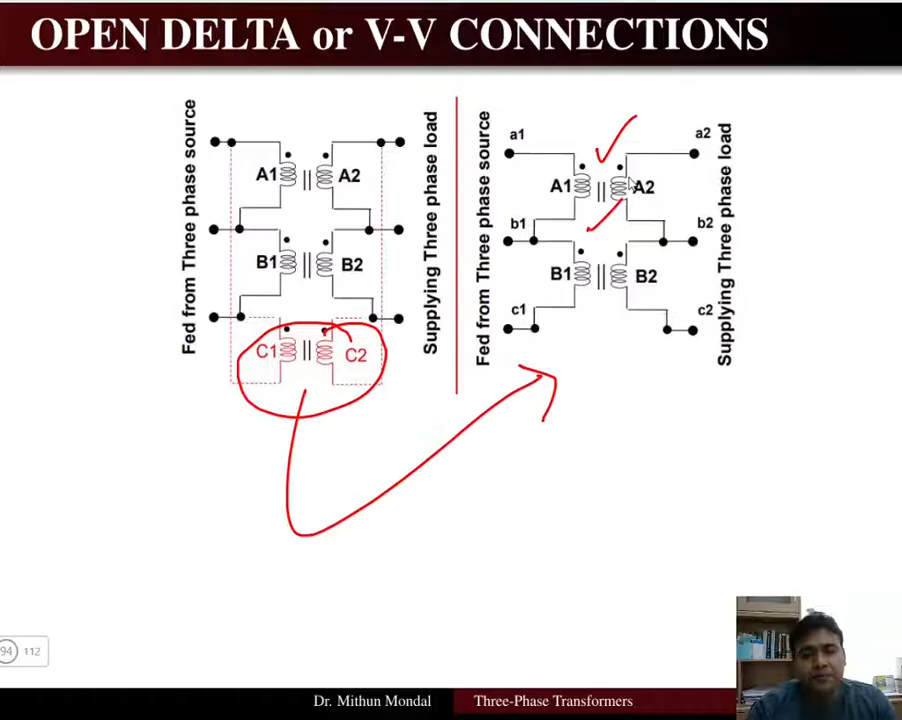 OPEN DELTA or V-V CONNECTIONS
Fed from Three phase source
A1
A2
B1
B2
C1
C2
Supplying Three phase load
Fed from Three phase source
a1
a2
A1
A2
b1
b2
B1
B2
c1
c2
Supplying Three phase load
94 112
Dr. Mithun Mondal Three-Phase Transformers